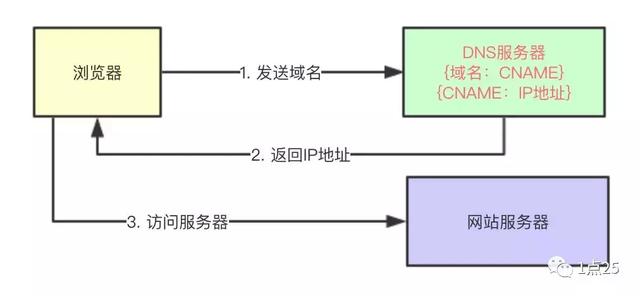 浏览器
1. 发送域名
DNS服务器
{域名：CNAME}
{CNAME：IP地址}
2. 返回IP地址
3. 访问服务器
网站服务器
1点25